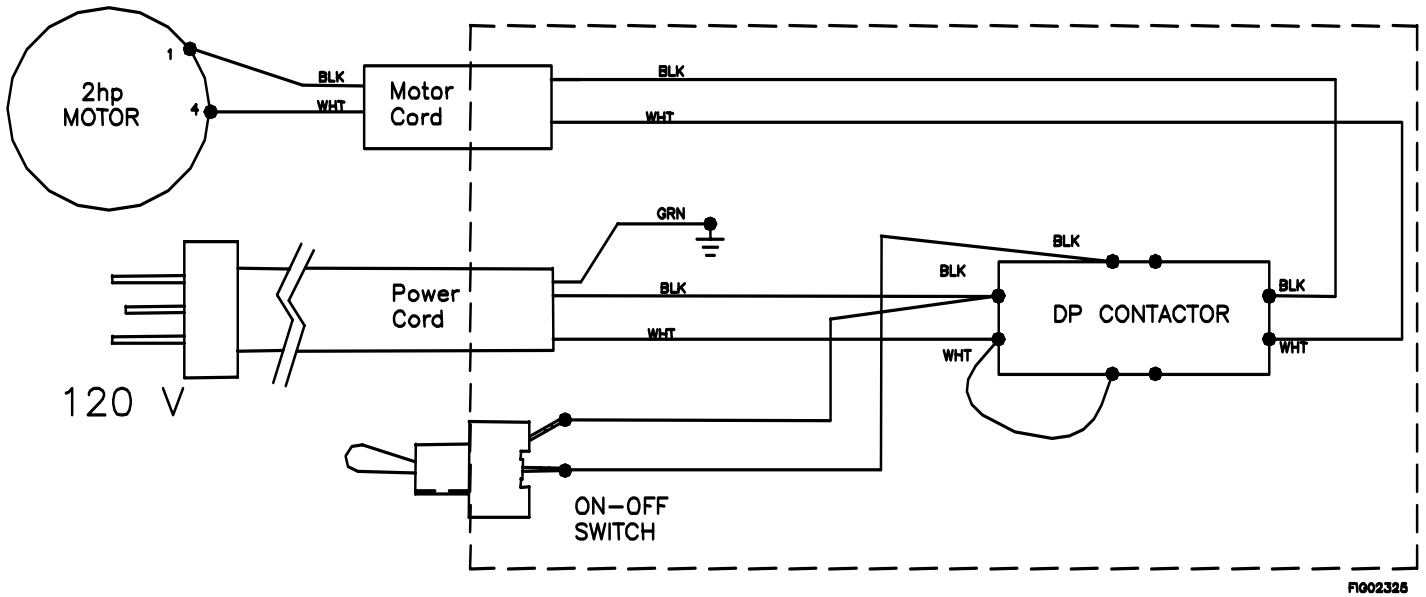 1
BLK
BLK
2hp
MOTOR
4
WHT
Motor
Cord
WHT
GRN
BLK
BLK
Power
Cord
BLK
BLK
DP CONTACTOR
WHT
WHT
WHT
120 V
ON-OFF
SWITCH
FIG02325